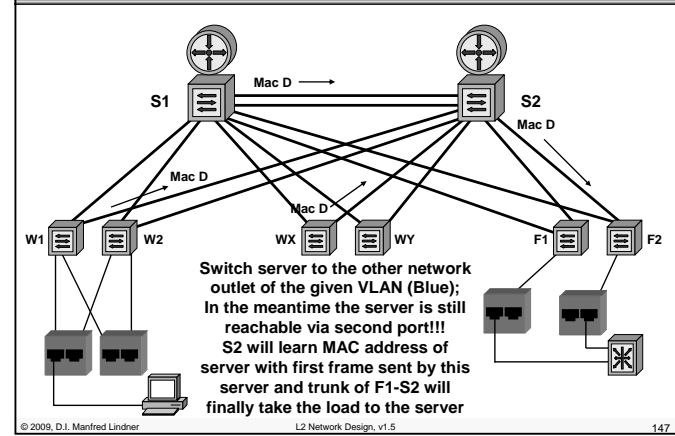 Mac D
S1
S2
Mac D
Mac D
Mac D
W1
W2
WX
WY
F1
F2
Switch server to the other network
outlet of the given VLAN (Blue);
In the meantime the server is still
reachable via second port!!!
S2 will learn MAC address of
server with first frame sent by this
server and trunk of F1-S2 will
finally take the load to the server
© 2009, D.I. Manfred Lindner
L2 Network Design, v1.5
147